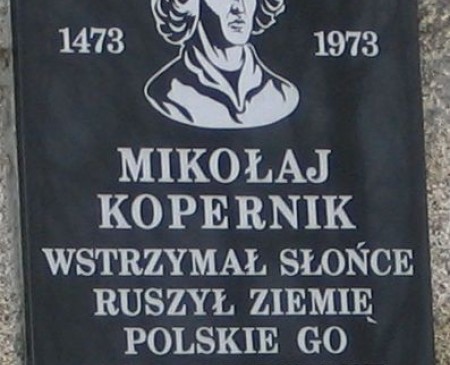 1473 1973
MIKOŁAJ
KOPERNIK
WSTRZYMAŁ SŁOŃCE
RUSZYŁ ZIEMIĘ
POLSKIE GO